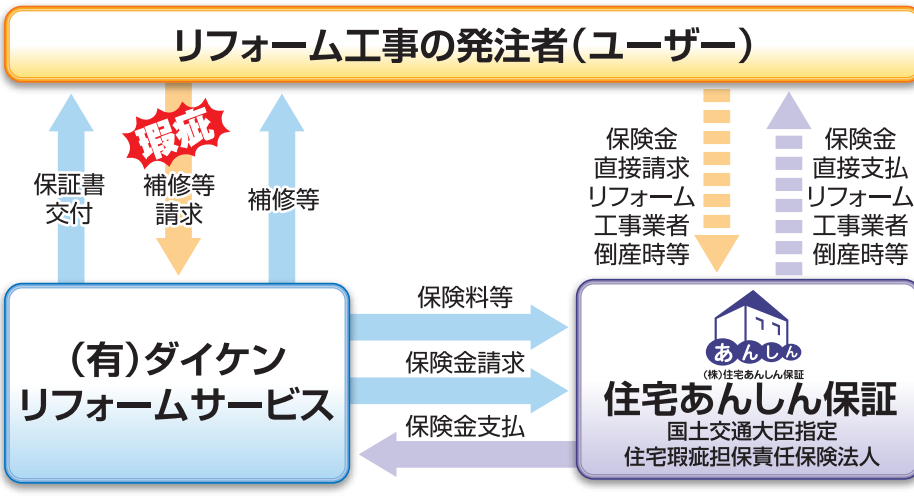 リフォーム工事の発注者（ユーザー）
保証書
交付
瑕疵
補修等
請求
補修等
保険金
直接請求
リフォーム
工事業者
倒産時等
保険金
直接支払
リフォーム
工事業者
倒産時等
（有）ダイケン
リフォームサービス
保険料等
保険金請求
保険金支払
あんしん
（株）住宅あんしん保証
住宅あんしん保証
国土交通大臣指定
住宅瑕疵担保責任保険法人